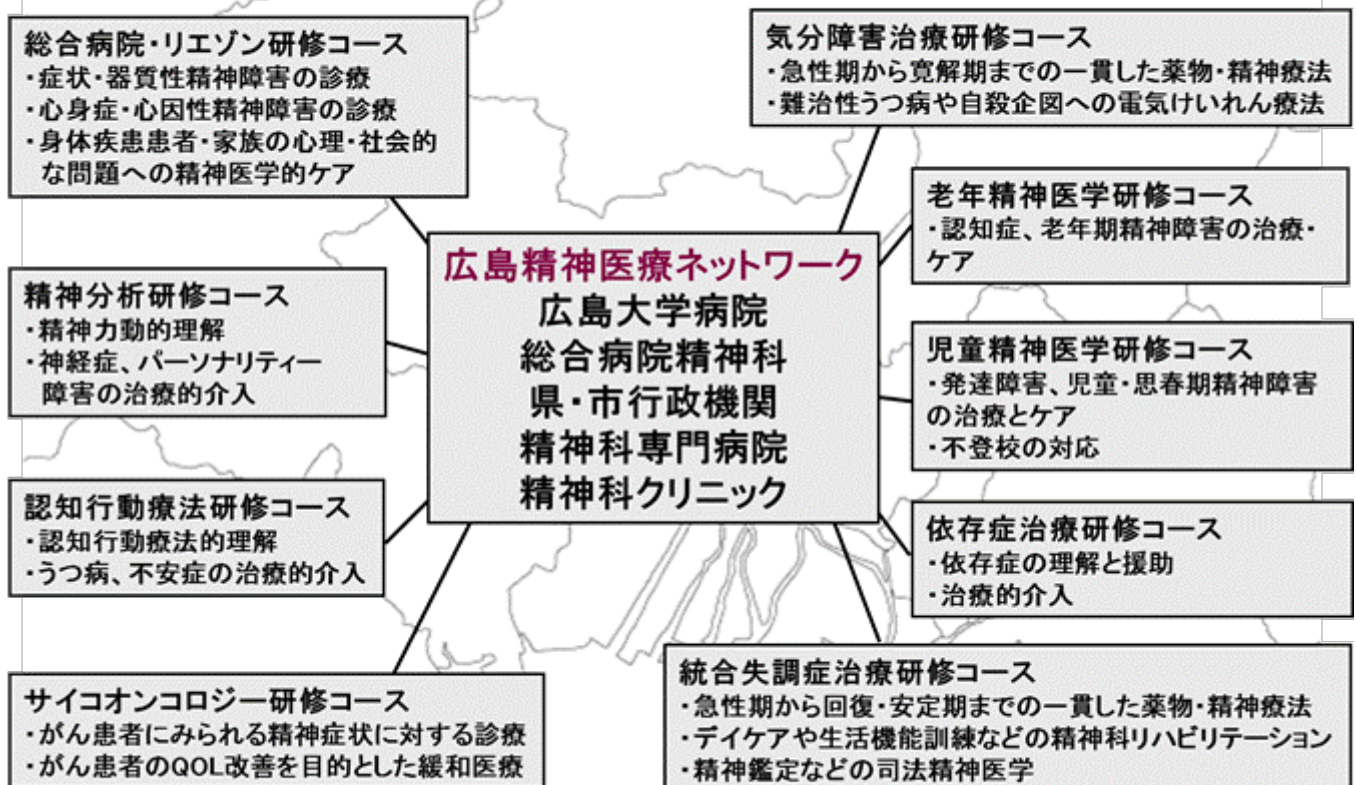 総合病院・リエゾン研修コース
・症状・器質性精神障害の診療
・心身症・心因性精神障害の診療
・身体疾患患者・家族の心理・社会的
な問題への精神医学的ケア
気分障害治療研修コース
・急性期から寛解期までの一貫した薬物・精神療法
・難治性うつ病や自殺企図への電気けいれん療法
老年精神医学研修コース
・認知症、老年期精神障害の治療・
ケア
広島精神医療ネットワーク
広島大学病院
総合病院精神科
県・市行政機関
精神科専門病院
精神科クリニック
精神分析研修コース
・精神力動的理解
・神経症、パーソナリティー
障害の治療的介入
児童精神医学研修コース
・発達障害、児童・思春期精神障害
の治療とケア
・不登校の対応
認知行動療法研修コース
・認知行動療法的理解
・うつ病、不安症の治療的介入
依存症治療研修コース
・依存症の理解と援助
・治療的介入
サイコオンコロジー研修コース
・がん患者にみられる精神症状に対する診療
・がん患者のQOL改善を目的とした緩和医療
統合失調症治療研修コース
・急性期から回復・安定期までの一貫した薬物・精神療法
・デイケアや生活機能訓練などの精神科リハビリテーション
・精神鑑定などの司法精神医学